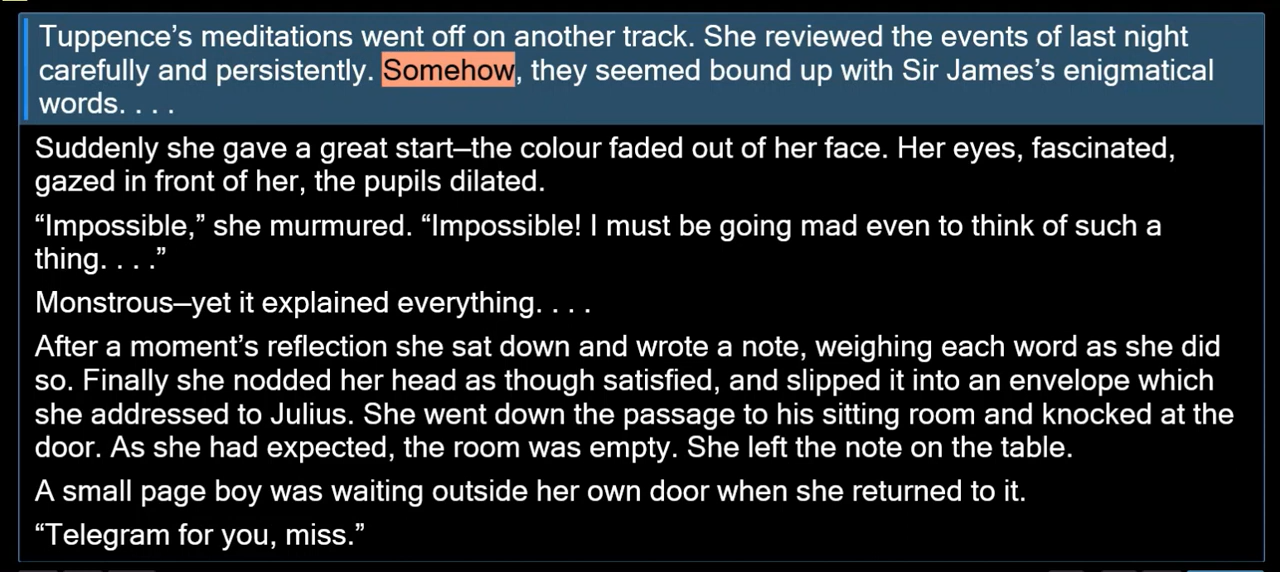 Tuppence’s meditations went off on another track. She reviewed the events of last night
carefully and persistently. Somehow, they seemed bound up with Sir James’s enigmatical
words. . . .
Suddenly she gave a great start—the colour faded out of her face. Her eyes, fascinated,
gazed in front of her, the pupils dilated.
“Impossible,” she murmured. “Impossible! I must be going mad even to think of such a
thing. . . .”
Monstrous—yet it explained everything. . . .
After a moment’s reflection she sat down and wrote a note, weighing each word as she did
so. Finally she nodded her head as though satisfied, and slipped it into an envelope which
she addressed to Julius. She went down the passage to his sitting room and knocked at the
door. As she had expected, the room was empty. She left the note on the table.
A small page boy was waiting outside her own door when she returned to it.
“Telegram for you, miss.”